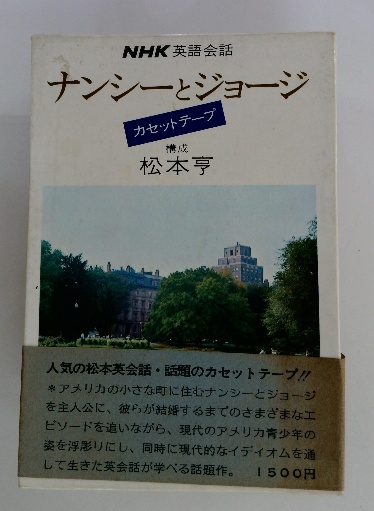 NHK 英語会話
ナンシーとジョージ
カセットテープ
構成
松本亨
人気の松本英会話・話題のカセットテープ!!
＊アメリカの小さな町に住むナンシーとジョージ
を主人公に、彼らが結婚するまでのさまざまなエ
ピソードを追いながら、現代のアメリカ青少年の
姿を浮彫りにし、同時に現代的なイディオムを通
して生きた英会話が学べる話題作。 1500円